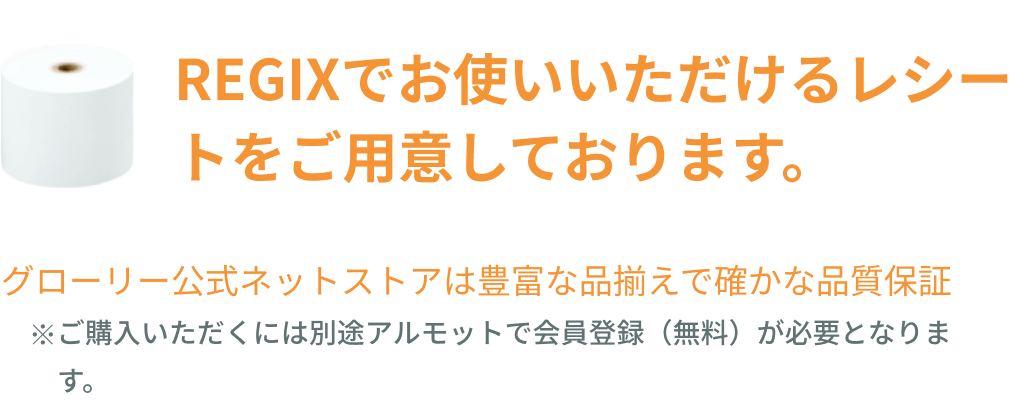 REGIXでお使いいただけるレシー
トをご用意しております。
グローリー公式ネットストアは豊富な品揃えで確かな品質保証
※ご購入いただくには別途アルモットで会員登録（無料）が必要となりま
す。